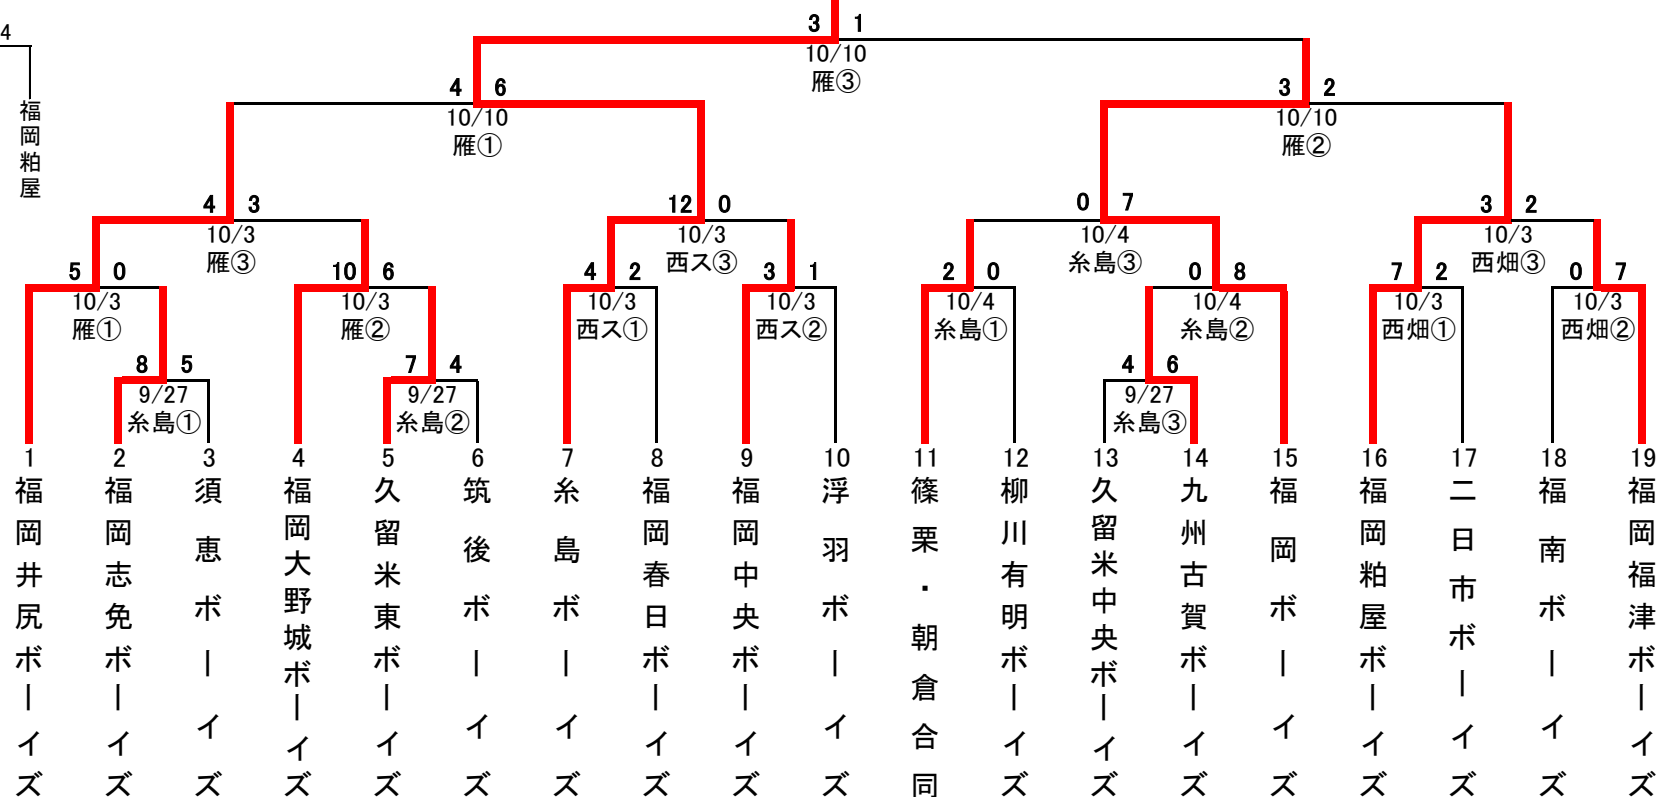 3 1
10/10
雁③
4
福岡粕屋
4 6
10/10
雁①
3 2
10/10
雁②
4 3
10/3
雁③
12 0
10/3
西ス③
0 7
10/4
糸島③
3 2
10/3
西畑③
5 0
10/3
雁①
10 6
10/3
雁②
4 2
10/3
西ス①
3 1
10/3
西ス②
2 0
10/4
糸島①
0 8
10/4
糸島②
7 2
10/3
西畑①
0 7
10/3
西畑②
8 5
9/27
糸島①
7 4
9/27
糸島②
4 6
9/27
糸島③
1 福岡井尻ボーイズ
2 福岡志免ボーイズ
3 須恵ボーイズ
4 福岡大野城ボーイズ
5 久留米東ボーイズ
6 筑後ボーイズ
7 糸島ボーイズ
8 福岡春日ボーイズ
9 福岡中央ボーイズ
10 浮羽ボーイズ
11 篠栗・朝倉合同
12 柳川有明ボーイズ
13 久留米中央ボーイズ
14 九州古賀ボーイズ
15 福岡ボーイズ
16 福岡粕屋ボーイズ
17 二日市ボーイズ
18 福南ボーイズ
19 福岡福津ボーイズ